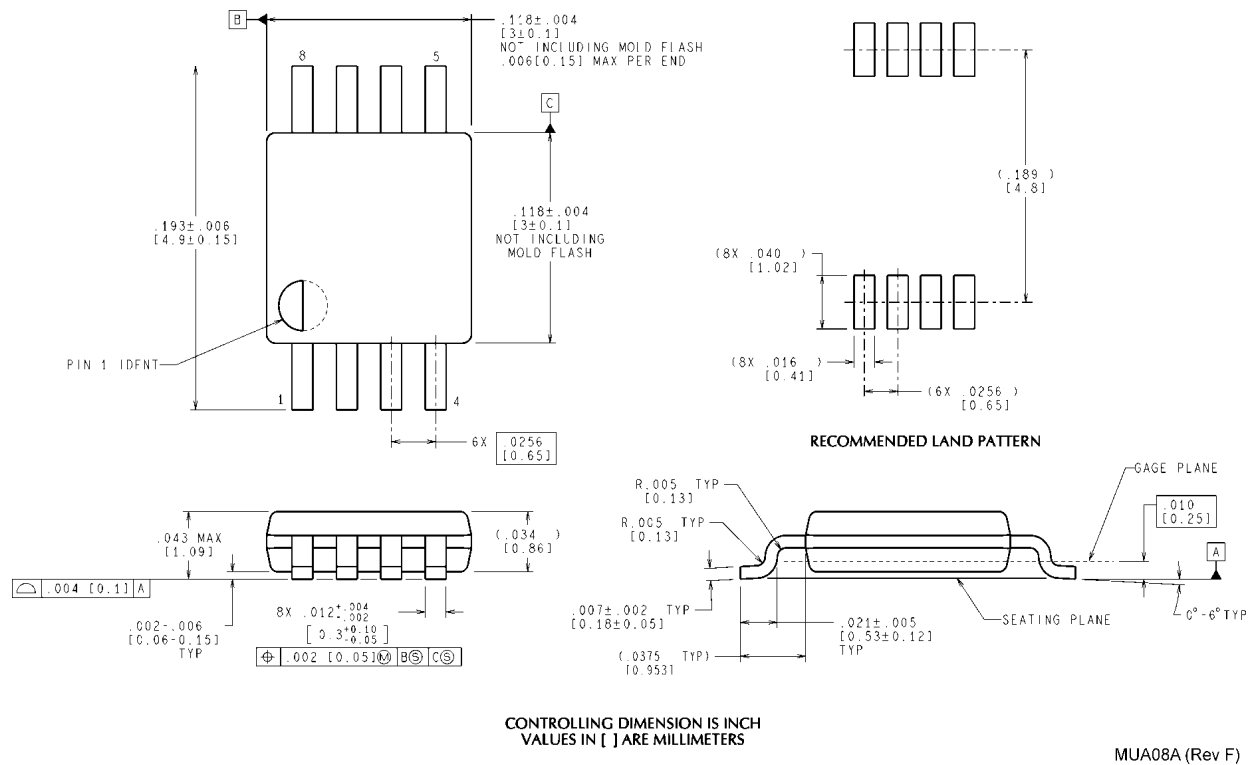 B
.118±.004
[3±0.1]
NOT INCLUDING MOLD FLASH
.006[0.15] MAX PER END
8
5
C
.193±.006
[4.9±0.15]
.118±.004
[3±0.1]
NOT INCLUDING
MOLD FLASH
PIN 1 IDENT
1
4
6X .0256
[0.65]
(.189 )
[4.8]
(8X .040 )
[1.02]
(8X .016 )
[0.41]
(6X .0256)
[0.65]
RECOMMENDED LAND PATTERN
.043 MAX
[1.09]
(.034 )
[0.86]
⌓ .004 [0.1] A
.002-.006
[0.06-0.15]
TYP
8X .012+.004
-.002
[0.3+0.10
-0.05]
⌖ .002 [0.05]Ⓜ BⓈ CⓈ
R.005 TYP
[0.13]
R.005 TYP
[0.13]
GAGE PLANE
.010
[0.25]
A
0°-6° TYP
SEATING PLANE
.007±.002 TYP
[0.18±0.05]
.021±.005
[0.53±0.12]
TYP
(.0375 TYP)
[0.953]
CONTROLLING DIMENSION IS INCH
VALUES IN [ ] ARE MILLIMETERS
MUA08A (Rev F)